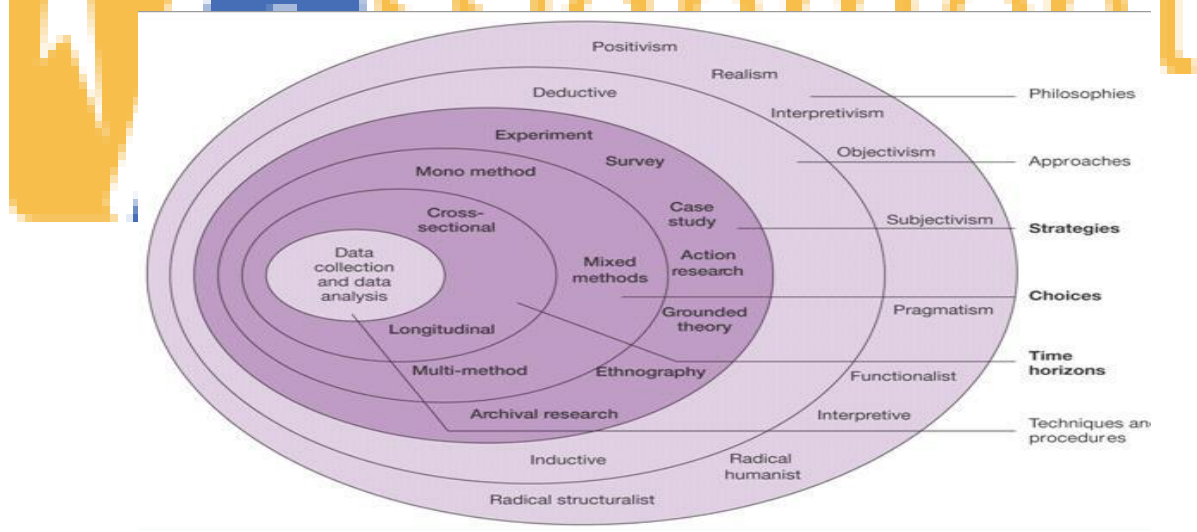 Positivism
Realism
Philosophies
Deductive
Interpretivism
Experiment
Objectivism
Survey
Approaches
Mono method
Case
study
Cross-
sectional
Subjectivism
Strategies
Data
collection
and data
analysis
Mixed
methods
Action
research
Choices
Grounded
theory
Pragmatism
Longitudinal
Time
horizons
Multi-method
Ethnography
Functionalist
Archival research
Interpretive
Techniques
procedures
Inductive
Radical
humanist
Radical structuralist